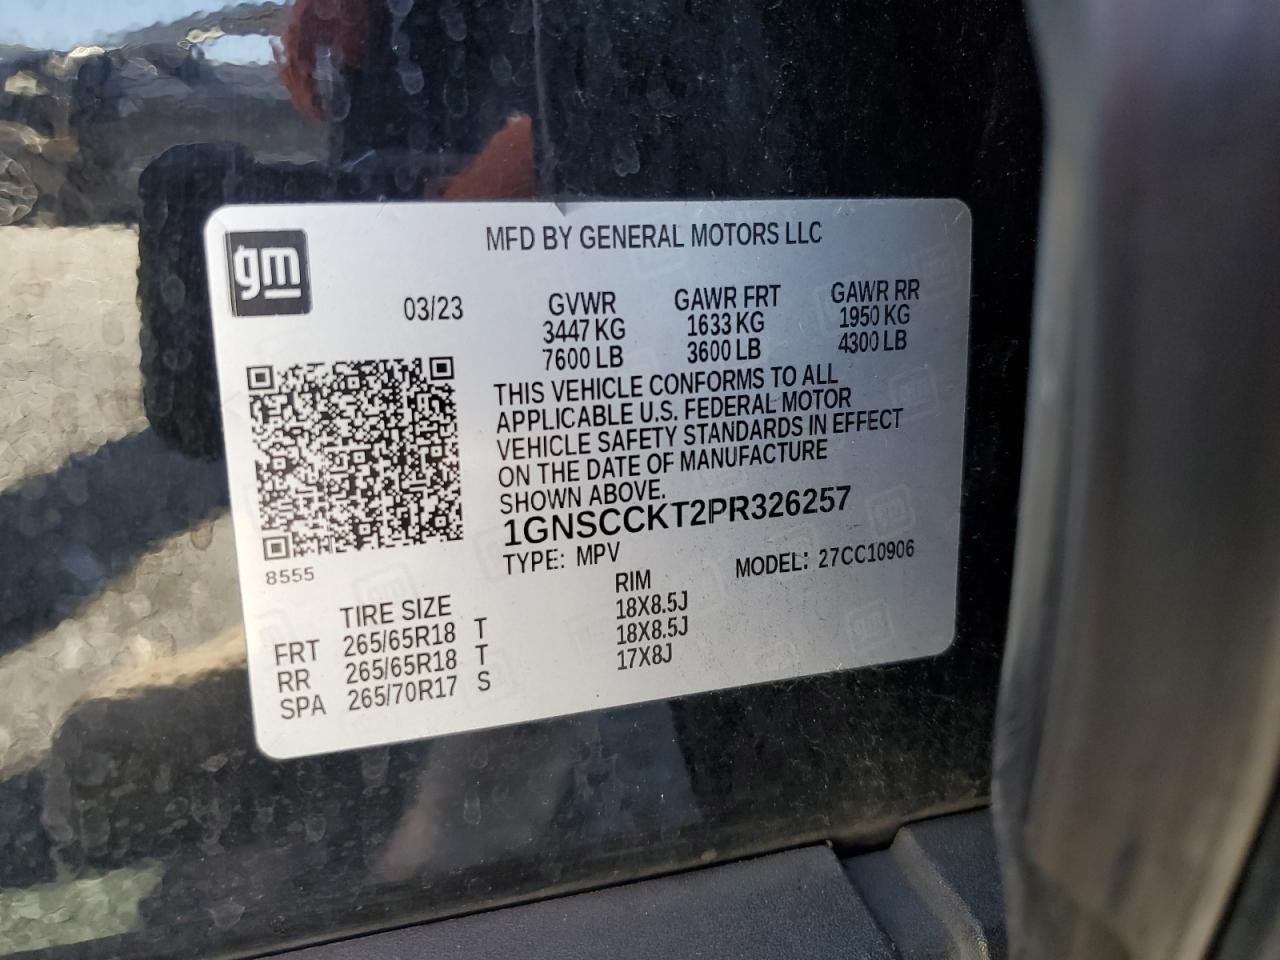 gm
MFD BY GENERAL MOTORS LLC
03/23 GVWR GAWR FRT GAWR RR
3447 KG 1633 KG 1950 KG
7600 LB 3600 LB 4300 LB
THIS VEHICLE CONFORMS TO ALL
APPLICABLE U.S. FEDERAL MOTOR
VEHICLE SAFETY STANDARDS IN EFFECT
ON THE DATE OF MANUFACTURE
SHOWN ABOVE.
1GNSCCKT2PR326257
TYPE: MPV MODEL: 27CC10906
8555
TIRE SIZE RIM
FRT 265/65R18 T 18X8.5J
RR 265/65R18 T 18X8.5J
SPA 265/70R17 S 17X8J